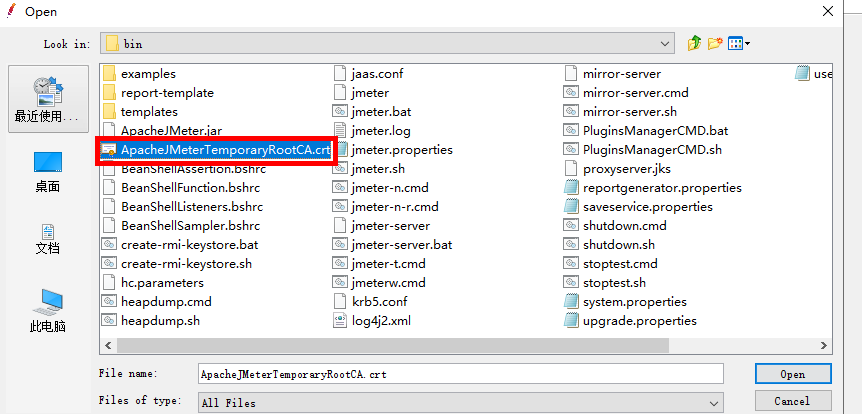 Open
Look in:
bin
最近使用...
桌面
文档
此电脑
examples
report-template
templates
ApacheJMeter.jar
ApacheJMeterTemporaryRootCA.crt
BeanShellAssertion.bshrc
BeanShellFunction.bshrc
BeanShellListeners.bshrc
BeanShellSampler.bshrc
create-rmi-keystore.bat
create-rmi-keystore.sh
hc.parameters
heapdump.cmd
heapdump.sh
jaas.conf
jmeter
jmeter.bat
jmeter.log
jmeter.properties
jmeter.sh
jmeter-n.cmd
jmeter-n-r.cmd
jmeter-server
jmeter-server.bat
jmeter-t.cmd
jmeterw.cmd
krb5.conf
log4j2.xml
mirror-server
mirror-server.cmd
mirror-server.sh
PluginsManagerCMD.bat
PluginsManagerCMD.sh
proxyserver.jks
reportgenerator.properties
saveservice.properties
shutdown.cmd
shutdown.sh
stoptest.cmd
stoptest.sh
system.properties
upgrade.properties
use
File name:
ApacheJMeterTemporaryRootCA.crt
Open
Files of type:
All Files
Cancel